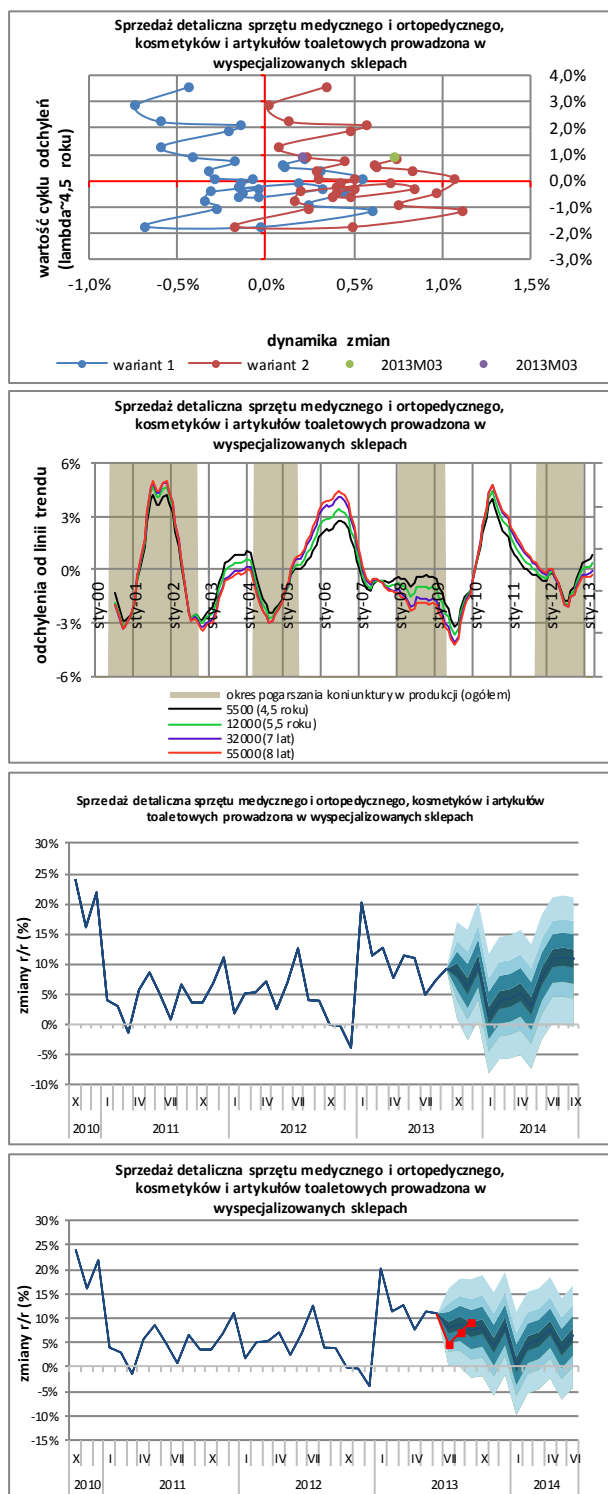 Sprzedaż detaliczna sprzętu medycznego i ortopedycznego,
kosmetyków i artykułów toaletowych prowadzona w
wyspecjalizowanych sklepach
wartość cyklu odchyleń
(lambda~4,5 roku)
4,0%
3,0%
2,0%
1,0%
0,0%
-1,0%
-2,0%
-3,0%
-1,0% -0,5% 0,0% 0,5% 1,0% 1,5%
dynamika zmian
wariant 1 wariant 2 2013M03 2013M03
Sprzedaż detaliczna sprzętu medycznego i ortopedycznego,
kosmetyków i artykułów toaletowych prowadzona w
wyspecjalizowanych sklepach
odchylenia od linii trendu
6%
3%
0%
-3%
-6%
sty-00 sty-01 sty-02 sty-03 sty-04 sty-05 sty-06 sty-07 sty-08 sty-09 sty-10 sty-11 sty-12 sty-13
okres pogarszania koniunktury w produkcji (ogółem)
5500 (4,5 roku)
12000 (5,5 roku)
32000 (7 lat)
55000 (8 lat)
Sprzedaż detaliczna sprzętu medycznego i ortopedycznego, kosmetyków i artykułów
toaletowych prowadzona w wyspecjalizowanych sklepach
zmiany r/r (%)
30%
25%
20%
15%
10%
5%
0%
-5%
-10%
X I IV VII X I IV VII X I IV VII X I IV VII IX
2010 2011 2012 2013 2014
Sprzedaż detaliczna sprzętu medycznego i ortopedycznego,
kosmetyków i artykułów toaletowych prowadzona w
wyspecjalizowanych sklepach
zmiany r/r (%)
30%
25%
20%
15%
10%
5%
0%
-5%
-10%
-15%
X I IV VII X I IV VII X I IV VII X I IV VI
2010 2011 2012 2013 2014